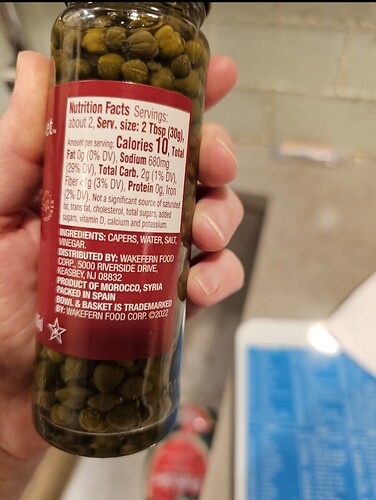 Nutrition Facts Servings:
about 2, Serv. size: 2 Tbsp (30g),
Amount per serving: Calories 10, Total
Fat 0g (0% DV), Sodium 680mg
(29% DV), Total Carb. 2g (1% DV),
Fiber <1g (3% DV), Protein 0g, Iron
(2% DV). Not a significant source of saturated
fat, trans fat, cholesterol, total sugars, added
sugars, vitamin D, calcium and potassium.
INGREDIENTS: CAPERS, WATER, SALT,
VINEGAR.
DISTRIBUTED BY: WAKEFERN FOOD
CORP., 5000 RIVERSIDE DRIVE,
KEASBEY, NJ 08832
PRODUCT OF MOROCCO, SYRIA
PACKED IN SPAIN
BOWL & BASKET IS TRADEMARKED
BY: WAKEFERN FOOD CORP. ©2022